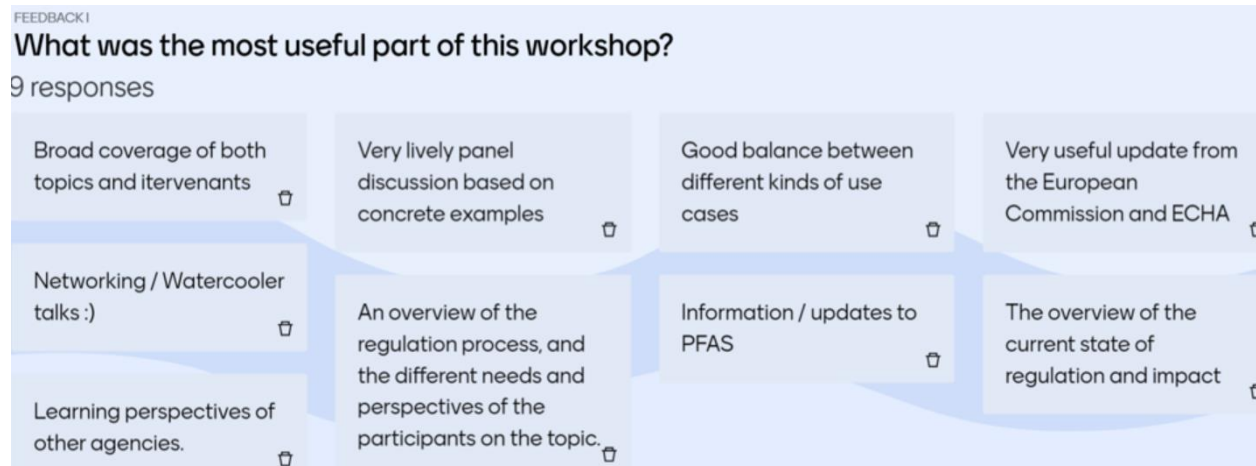 FEEDBACK I
What was the most useful part of this workshop?
9 responses
Broad coverage of both
topics and itervenants
Networking / Watercooler
talks :)
Learning perspectives of
other agencies.
Very lively panel
discussion based on
concrete examples
An overview of the
regulation process, and
the different needs and
perspectives of the
participants on the topic.
Good balance between
different kinds of use
cases
Information / updates to
PFAS
Very useful update from
the European
Commission and ECHA
The overview of the
current state of
regulation and impact